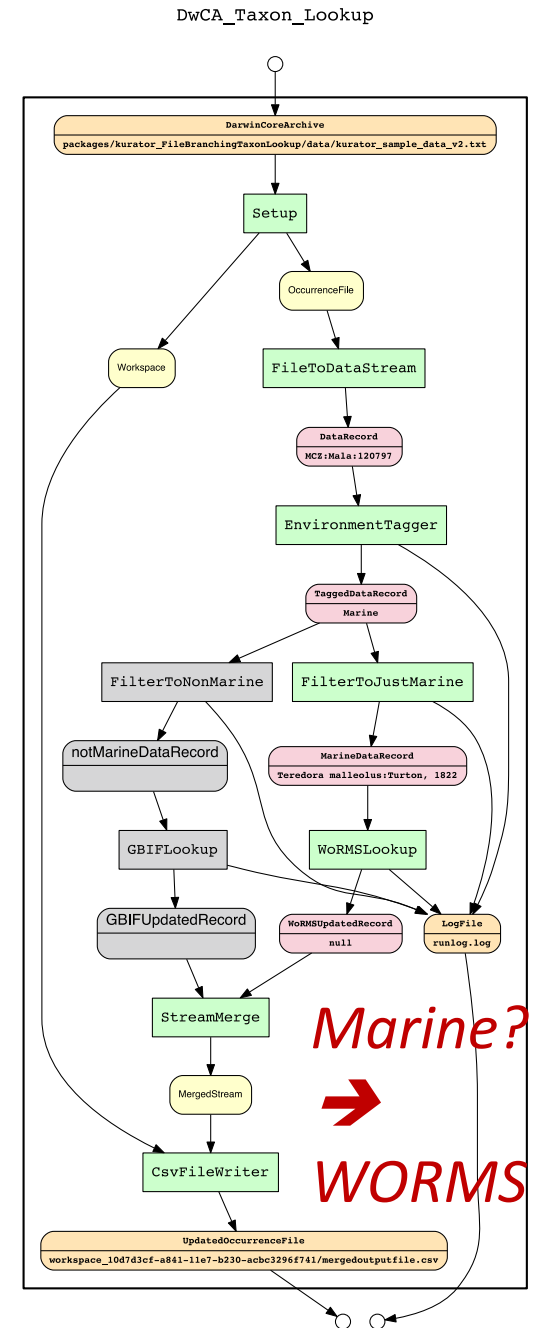 DwCA_Taxon_Lookup
DarwinCoreArchive
packages/kurator_FileBranchingTaxonLookup/data/kurator_sample_data_v2.txt
Setup
OccurrenceFile
Workspace
FileToDataStream
DataRecord
MCZ:Mala:120797
EnvironmentTagger
TaggedDataRecord
Marine
FilterToNonMarine
FilterToJustMarine
notMarineDataRecord
MarineDataRecord
Teredora malleolus:Turton, 1822
GBIFLookup
WoRMSLookup
GBIFUpdatedRecord
WoRMSUpdatedRecord
null
LogFile
runlog.log
StreamMerge
Marine?
➔
WORMS
MergedStream
CsvFileWriter
UpdatedOccurrenceFile
workspace_10d7d3cf-a841-11e7-b230-acbc3296f741/mergedoutputfile.csv